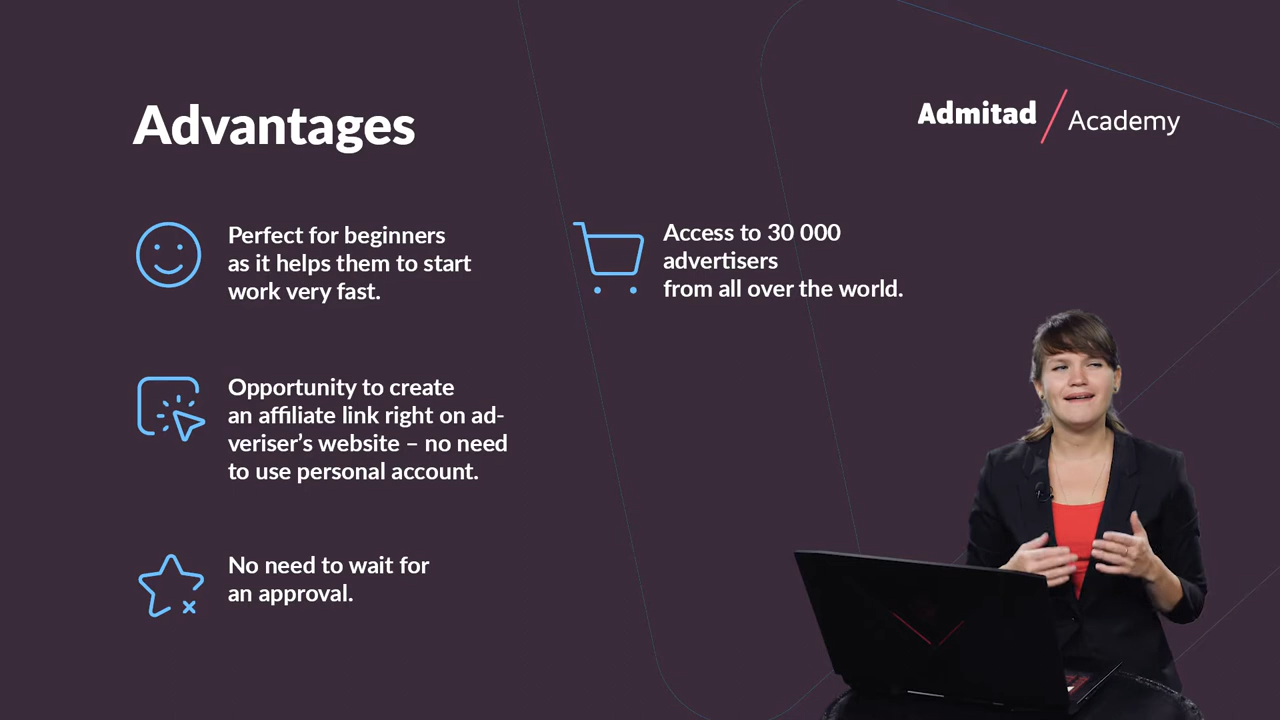 Advantages
Admitad
Academy
Perfect for beginners
as it helps them to start
work very fast.
Access to 30 000
advertisers
from all over the world.
Opportunity to create
an affiliate link right on ad-
veriser’s website – no need
to use personal account.
No need to wait for
an approval.